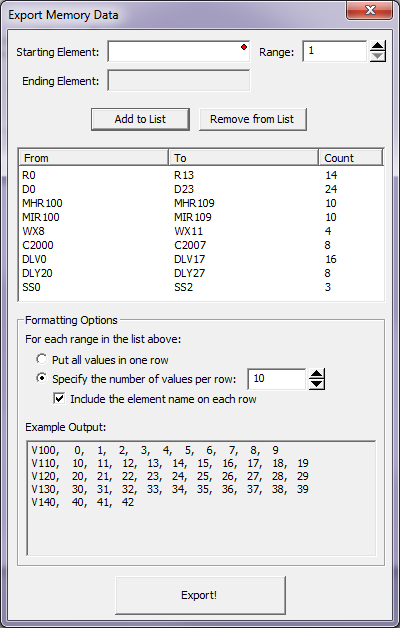 Export Memory Data
Starting Element: Range: 1
Ending Element:
Add to List Remove from List
From To Count
R0 R13 14
D0 D23 24
MHR100 MHR109 10
MIR100 MIR109 10
WX8 WX11 4
C2000 C2007 8
DLV0 DLV17 16
DLY20 DLY27 8
SS0 SS2 3
Formatting Options
For each range in the list above:
Put all values in one row
Specify the number of values per row: 10
Include the element name on each row
Example Output:
V100, 0, 1, 2, 3, 4, 5, 6, 7, 8, 9
V110, 10, 11, 12, 13, 14, 15, 16, 17, 18, 19
V120, 20, 21, 22, 23, 24, 25, 26, 27, 28, 29
V130, 30, 31, 32, 33, 34, 35, 36, 37, 38, 39
V140, 40, 41, 42
Export!